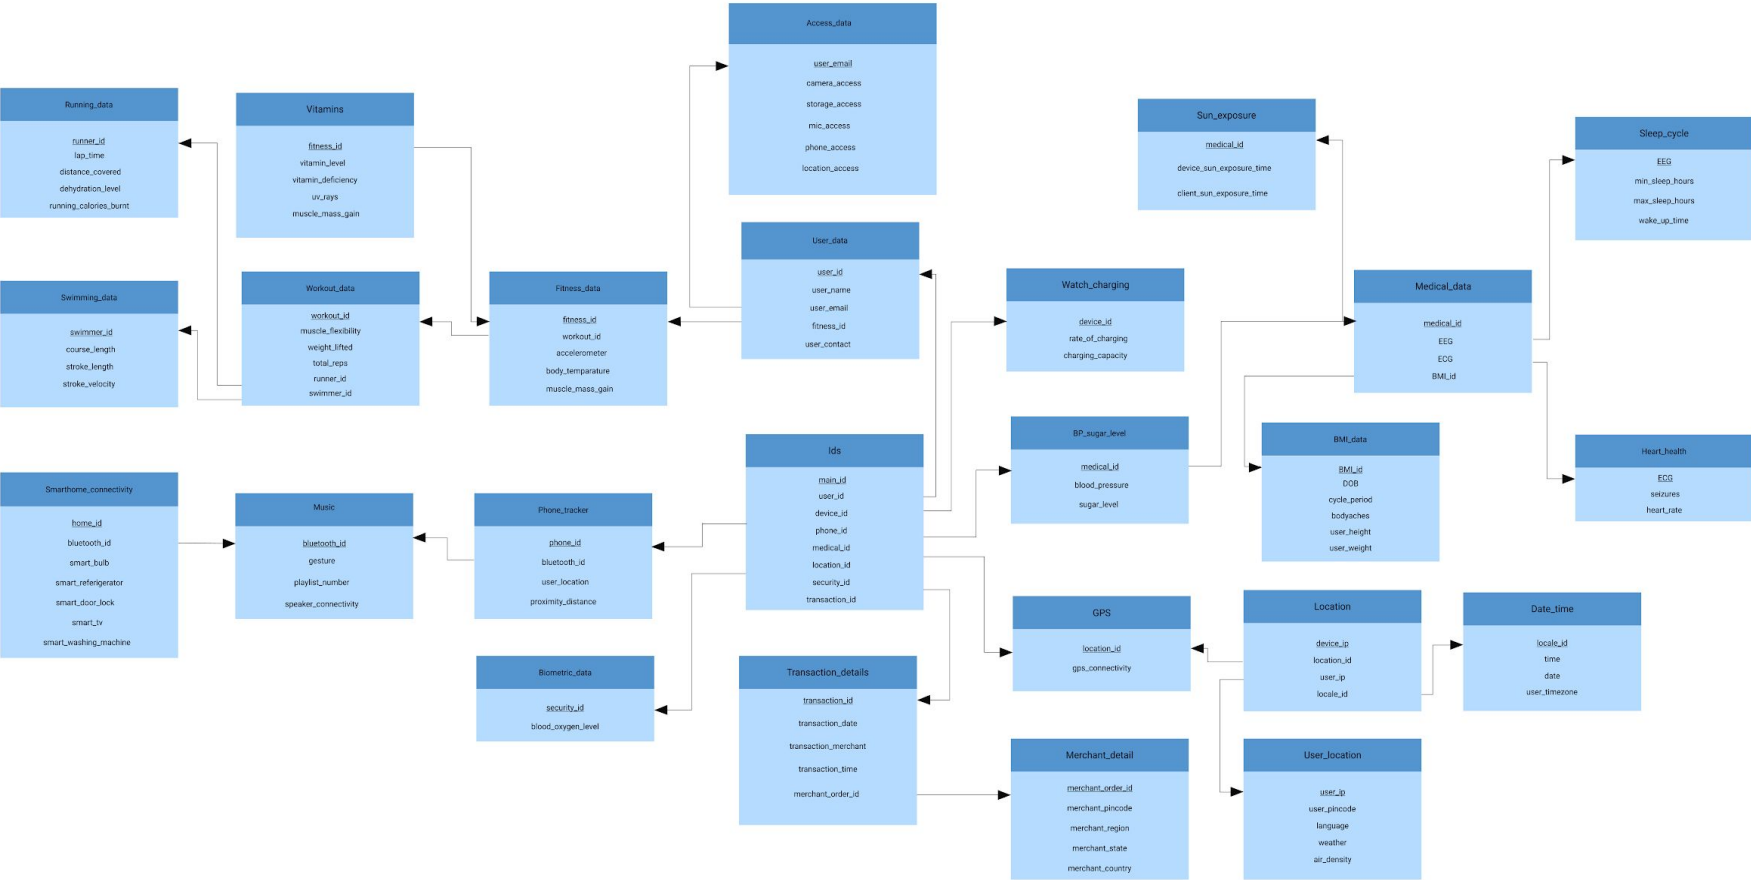 Access_data
user_email
camera_access
storage_access
mic_access
phone_access
location_access
Running_data
runner_id
lap_time
distance_covered
dehydration_level
running_calories_burnt
Vitamins
fitness_id
vitamin_level
vitamin_deficiency
uv_rays
muscle_mass_gain
Sun_exposure
medical_id
device_sun_exposure_time
client_sun_exposure_time
Sleep_cycle
EEG
min_sleep_hours
max_sleep_hours
wake_up_time
Swimming_data
swimmer_id
course_length
stroke_length
stroke_velocity
Workout_data
workout_id
muscle_flexibility
weight_lifted
total_reps
runner_id
swimmer_id
Fitness_data
fitness_id
workout_id
accelerometer
body_temparature
muscle_mass_gain
User_data
user_id
user_name
user_email
fitness_id
user_contact
Watch_charging
device_id
rate_of_charging
charging_capacity
Medical_data
medical_id
EEG
ECG
BMI_id
Ids
main_id
user_id
device_id
phone_id
medical_id
location_id
security_id
transaction_id
BP_sugar_level
medical_id
blood_pressure
sugar_level
BMI_data
BMI_id
DOB
cycle_period
bodyaches
user_height
user_weight
Heart_health
ECG
seizures
heart_rate
Smarthome_connectivity
home_id
bluetooth_id
smart_bulb
smart_referigerator
smart_door_lock
smart_tv
smart_washing_machine
Music
bluetooth_id
gesture
playlist_number
speaker_connectivity
Phone_tracker
phone_id
bluetooth_id
user_location
proximity_distance
Biometric_data
security_id
blood_oxygen_level
Transaction_details
transaction_id
transaction_date
transaction_merchant
transaction_time
merchant_order_id
GPS
location_id
gps_connectivity
Location
device_ip
location_id
user_ip
locale_id
Date_time
locale_id
time
date
user_timezone
Merchant_detail
merchant_order_id
merchant_pincode
merchant_region
merchant_state
merchant_country
User_location
user_ip
user_pincode
language
weather
air_density